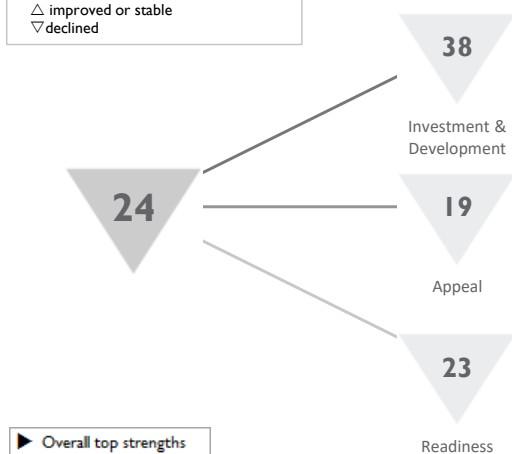 △ improved or stable
▽ declined
38
Investment &
Development
24
19
Appeal
23
Readiness
▶ Overall top strengths